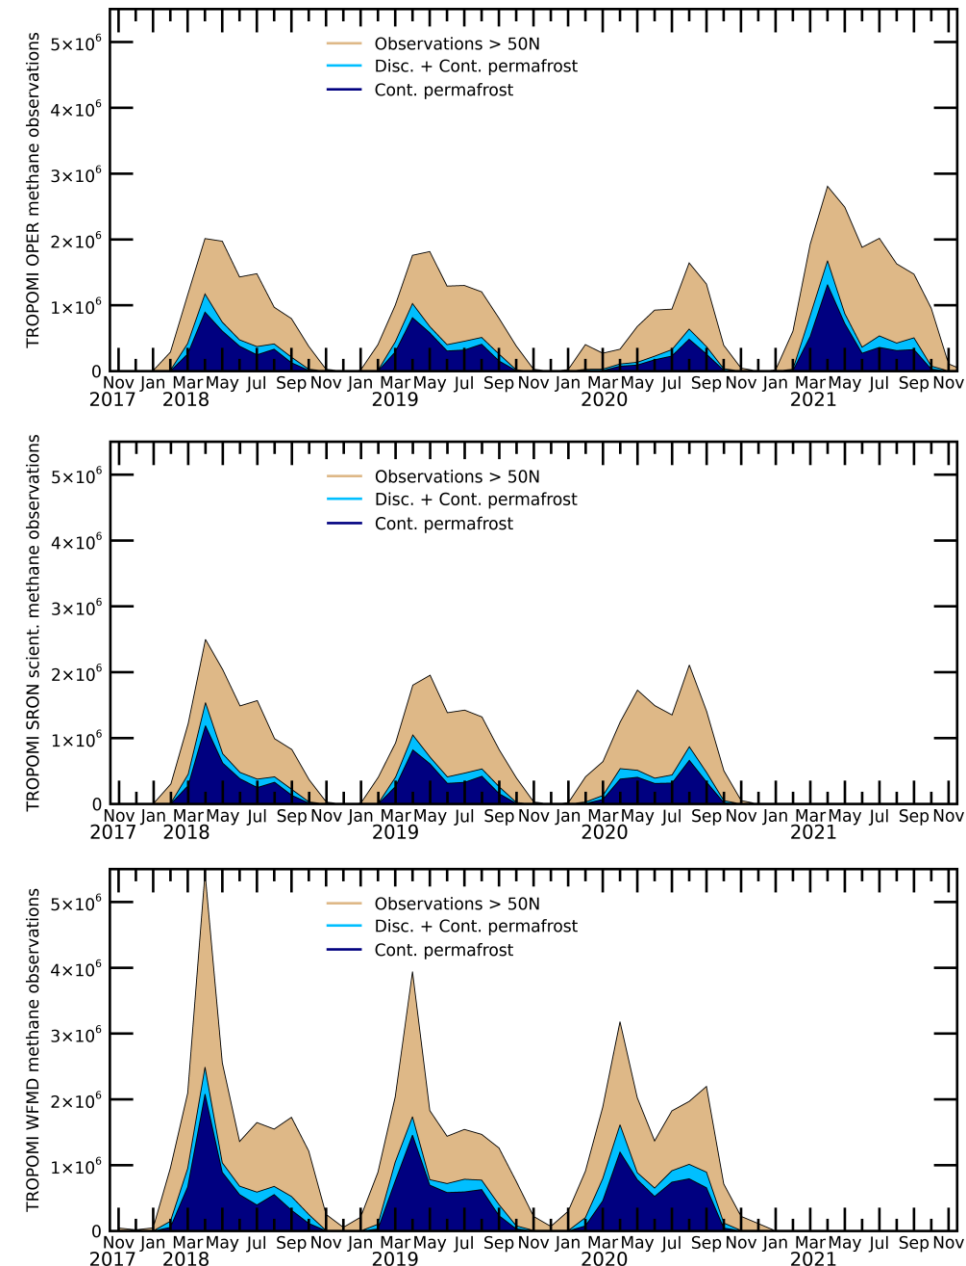 TROPOMI OPER methane observations
5×10⁶
4×10⁶
3×10⁶
2×10⁶
1×10⁶
0
Observations > 50N
Disc. + Cont. permafrost
Cont. permafrost
Nov Jan Mar May Jul Sep Nov Jan Mar May Jul Sep Nov Jan Mar May Jul Sep Nov Jan Mar May Jul Sep Nov
2017 2018 2019 2020 2021
TROPOMI SRON scient. methane observations
5×10⁶
4×10⁶
3×10⁶
2×10⁶
1×10⁶
0
Observations > 50N
Disc. + Cont. permafrost
Cont. permafrost
Nov Jan Mar May Jul Sep Nov Jan Mar May Jul Sep Nov Jan Mar May Jul Sep Nov Jan Mar May Jul Sep Nov
2017 2018 2019 2020 2021
TROPOMI WFMD methane observations
5×10⁶
4×10⁶
3×10⁶
2×10⁶
1×10⁶
0
Observations > 50N
Disc. + Cont. permafrost
Cont. permafrost
Nov Jan Mar May Jul Sep Nov Jan Mar May Jul Sep Nov Jan Mar May Jul Sep Nov Jan Mar May Jul Sep Nov
2017 2018 2019 2020 2021